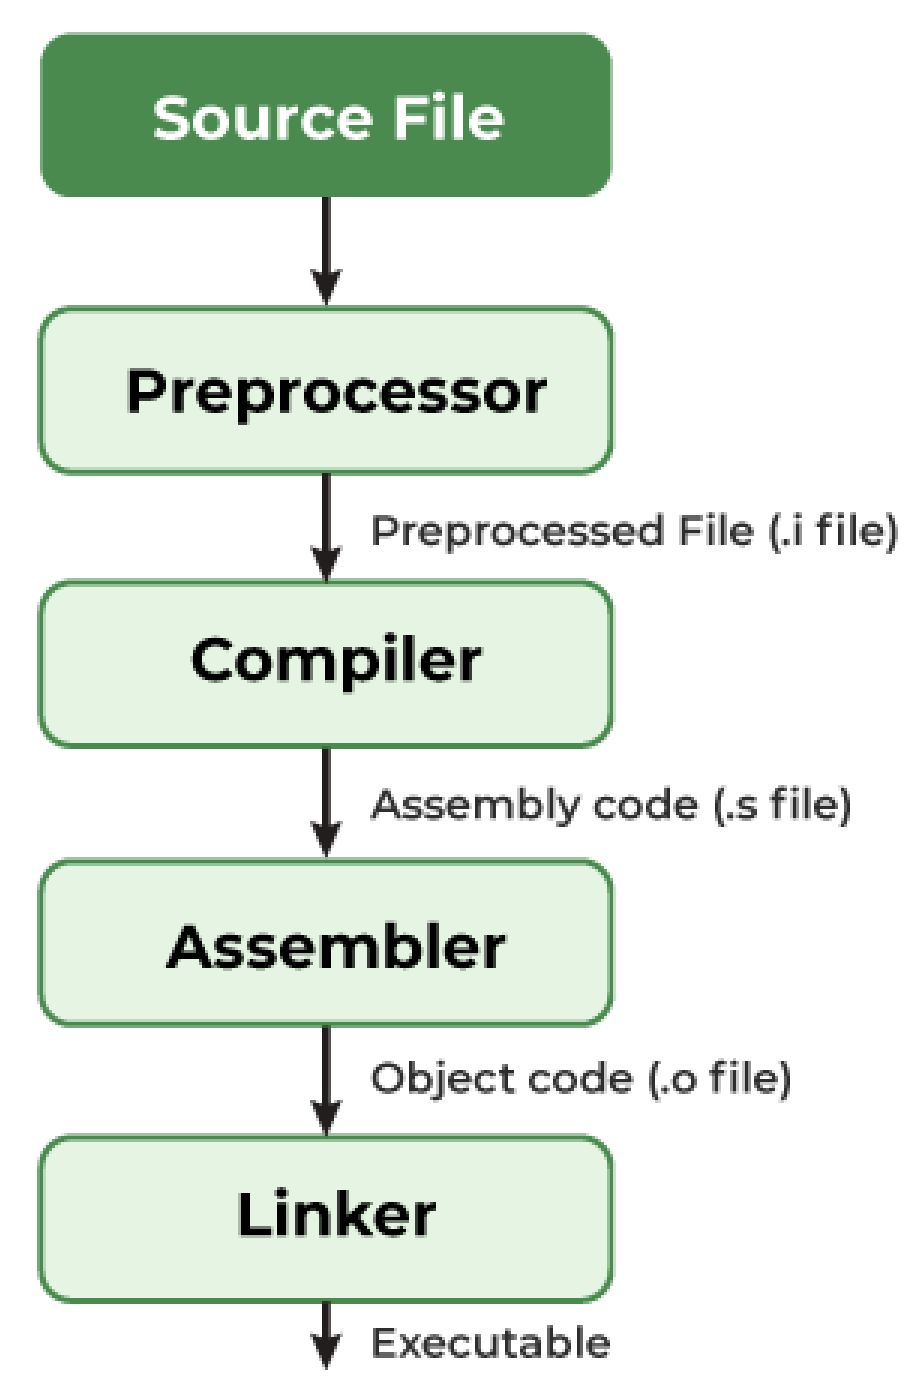 Source File
Preprocessor
Preprocessed File (.i file)
Compiler
Assembly code (.s file)
Assembler
Object code (.o file)
Linker
Executable